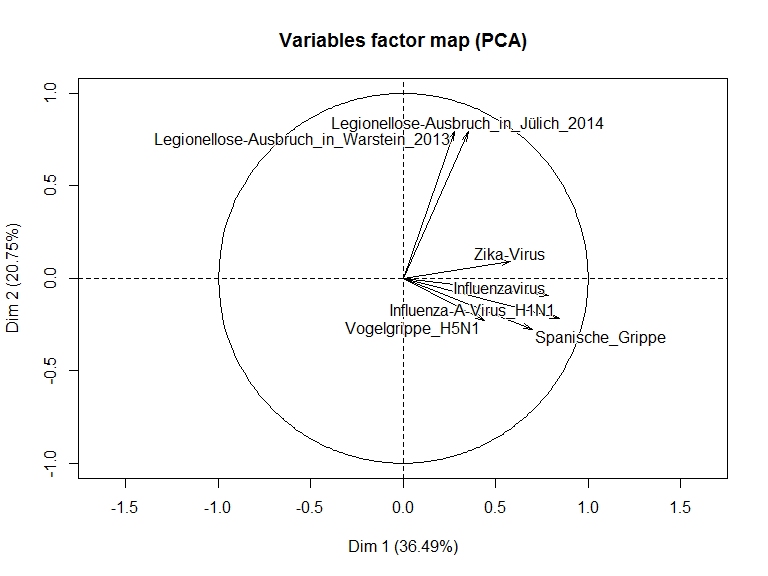 Variables factor map (PCA)
1.0
0.5
0.0
-0.5
-1.0
Dim 2 (20.75%)
Legionellose-Ausbruch_in_Jülich_2014
Legionellose-Ausbruch_in_Warstein_2013
Zika-Virus
Influenzavirus
Influenza-A-Virus_H1N1
Vogelgrippe_H5N1
Spanische_Grippe
-1.5 -1.0 -0.5 0.0 0.5 1.0 1.5
Dim 1 (36.49%)